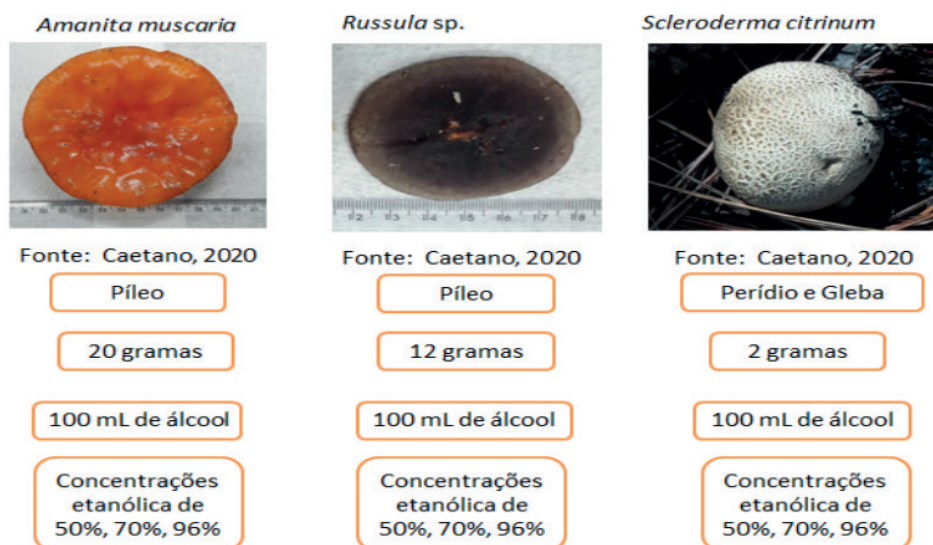 Amanita muscaria
Russula sp.
Scleroderma citrinum
Fonte: Caetano, 2020
Fonte: Caetano, 2020
Fonte: Caetano, 2020
Píleo
Píleo
Perídio e Gleba
20 gramas
12 gramas
2 gramas
100 mL de álcool
100 mL de álcool
100 mL de álcool
Concentrações
etanólica de
50%, 70%, 96%
Concentrações
etanólica de
50%, 70%, 96%
Concentrações
etanólica de
50%, 70%, 96%